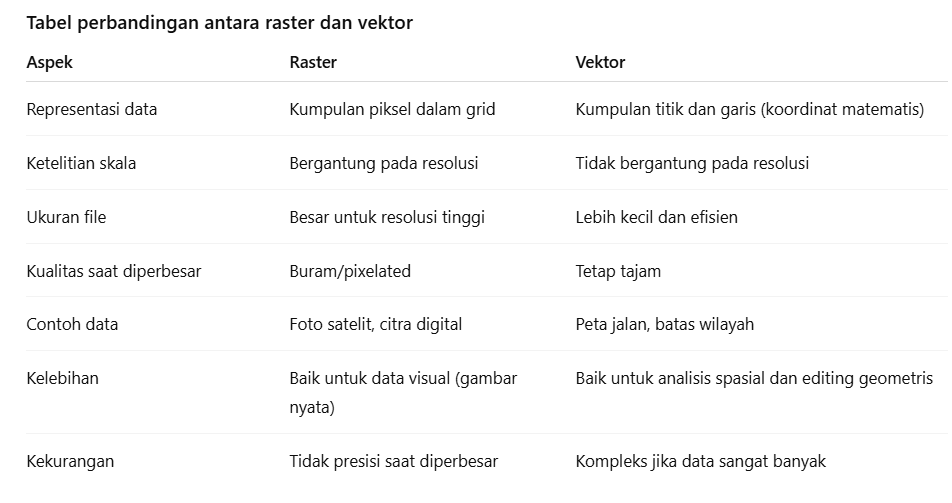 Tabel perbandingan antara raster dan vektor
Aspek Raster Vektor
Representasi data Kumpulan piksel dalam grid Kumpulan titik dan garis (koordinat matematis)
Ketelitian skala Bergantung pada resolusi Tidak bergantung pada resolusi
Ukuran file Besar untuk resolusi tinggi Lebih kecil dan efisien
Kualitas saat diperbesar Buram/pixelated Tetap tajam
Contoh data Foto satelit, citra digital Peta jalan, batas wilayah
Kelebihan Baik untuk data visual (gambar Baik untuk analisis spasial dan editing geometris
nyata)
Kekurangan Tidak presisi saat diperbesar Kompleks jika data sangat banyak